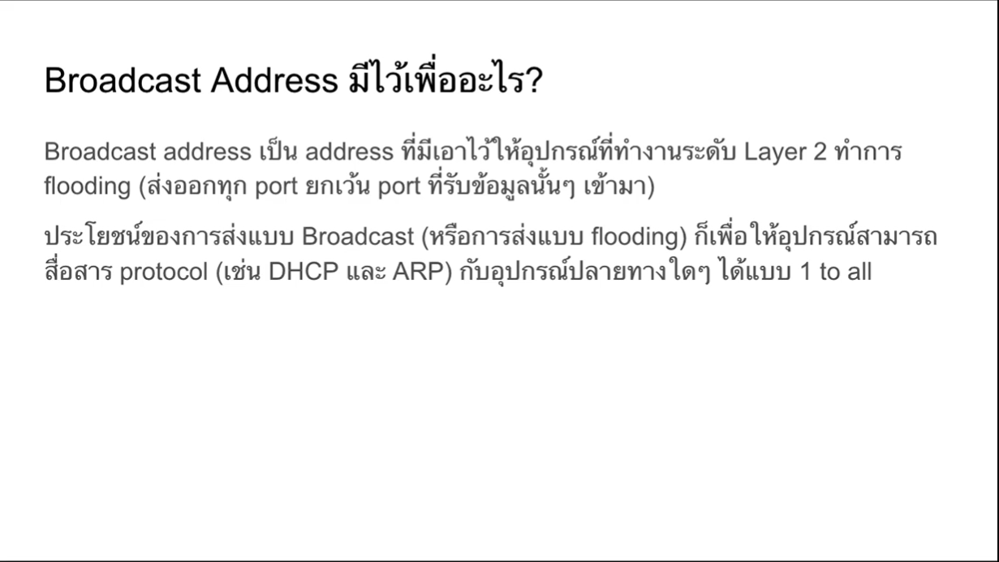 Broadcast Address มีไว้เพื่ออะไร?
Broadcast address เป็น address ที่มีเอาไว้ให้อุปกรณ์ที่ทำงานระดับ Layer 2 ทำการ
flooding (ส่งออกทุก port ยกเว้น port ที่รับข้อมูลนั้นๆ เข้ามา)
ประโยชน์ของการส่งแบบ Broadcast (หรือการส่งแบบ flooding) ก็เพื่อให้อุปกรณ์สามารถ
สื่อสาร protocol (เช่น DHCP และ ARP) กับอุปกรณ์ปลายทางใดๆ ได้แบบ 1 to all